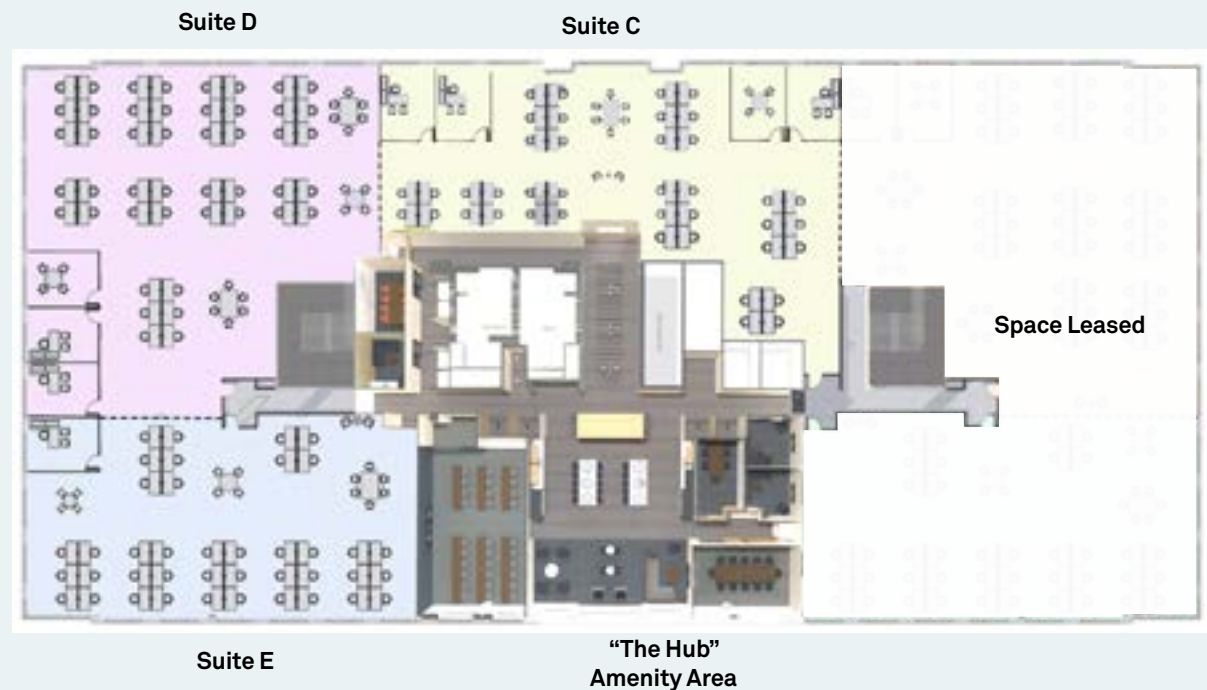 Suite D
Suite C
Space Leased
Suite E
“The Hub”
Amenity Area